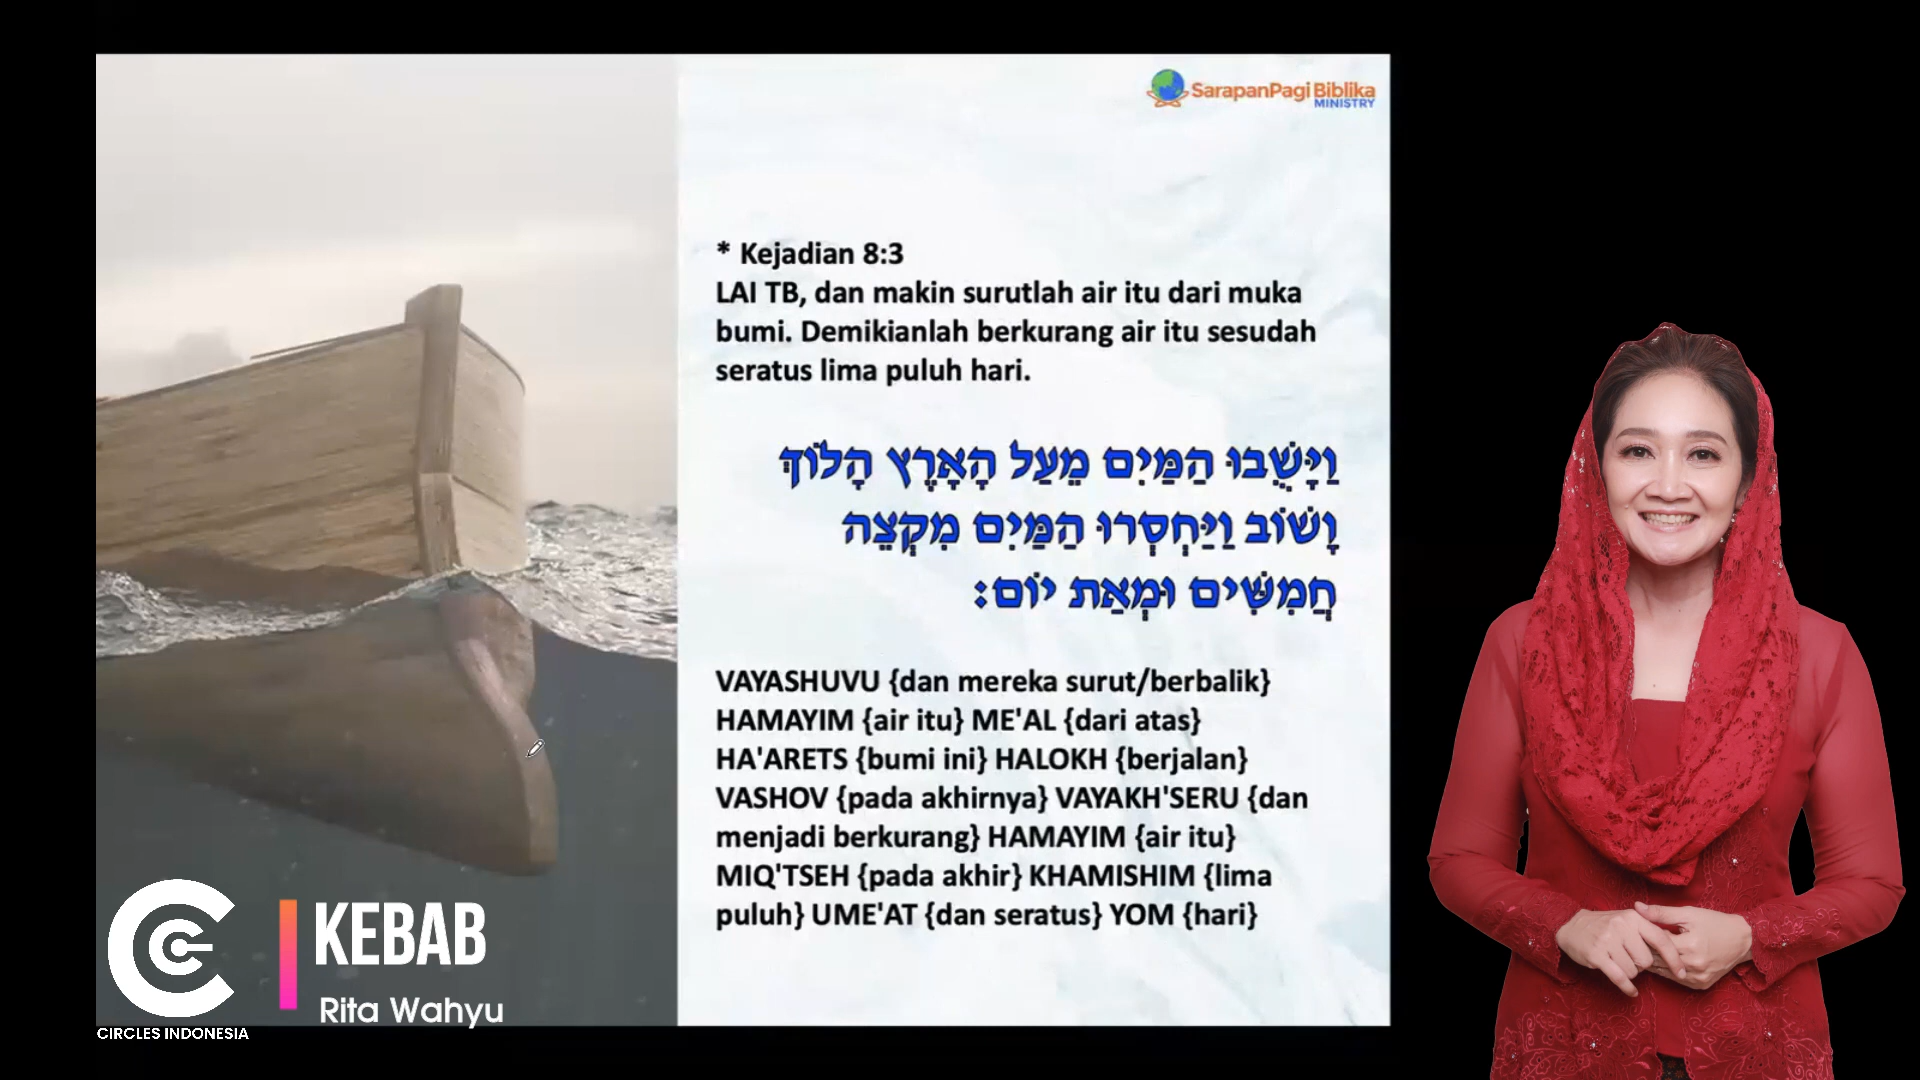 SarapanPagi Biblika
MINISTRY
* Kejadian 8:3
LAI TB, dan makin surutlah air itu dari muka
bumi. Demikianlah berkurang air itu sesudah
seratus lima puluh hari.
וַיָּשֻׁבוּ הַמַּיִם מֵעַל הָאָרֶץ הָלוֹךְ
וָשׁוֹב וַיַּחְסְרוּ הַמַּיִם מִקְצֵה
חֲמִשִּׁים וּמְאַת יוֹם׃
VAYASHUVU {dan mereka surut/berbalik}
HAMAYIM {air itu} ME'AL {dari atas}
HA'ARETS {bumi ini} HALOKH {berjalan}
VASHOV {pada akhirnya} VAYAKH'SERU {dan
menjadi berkurang} HAMAYIM {air itu}
MIQ'TSEH {pada akhir} KHAMISHIM {lima
puluh} UME'AT {dan seratus} YOM {hari}
KEBAB
Rita Wahyu
CIRCLES INDONESIA